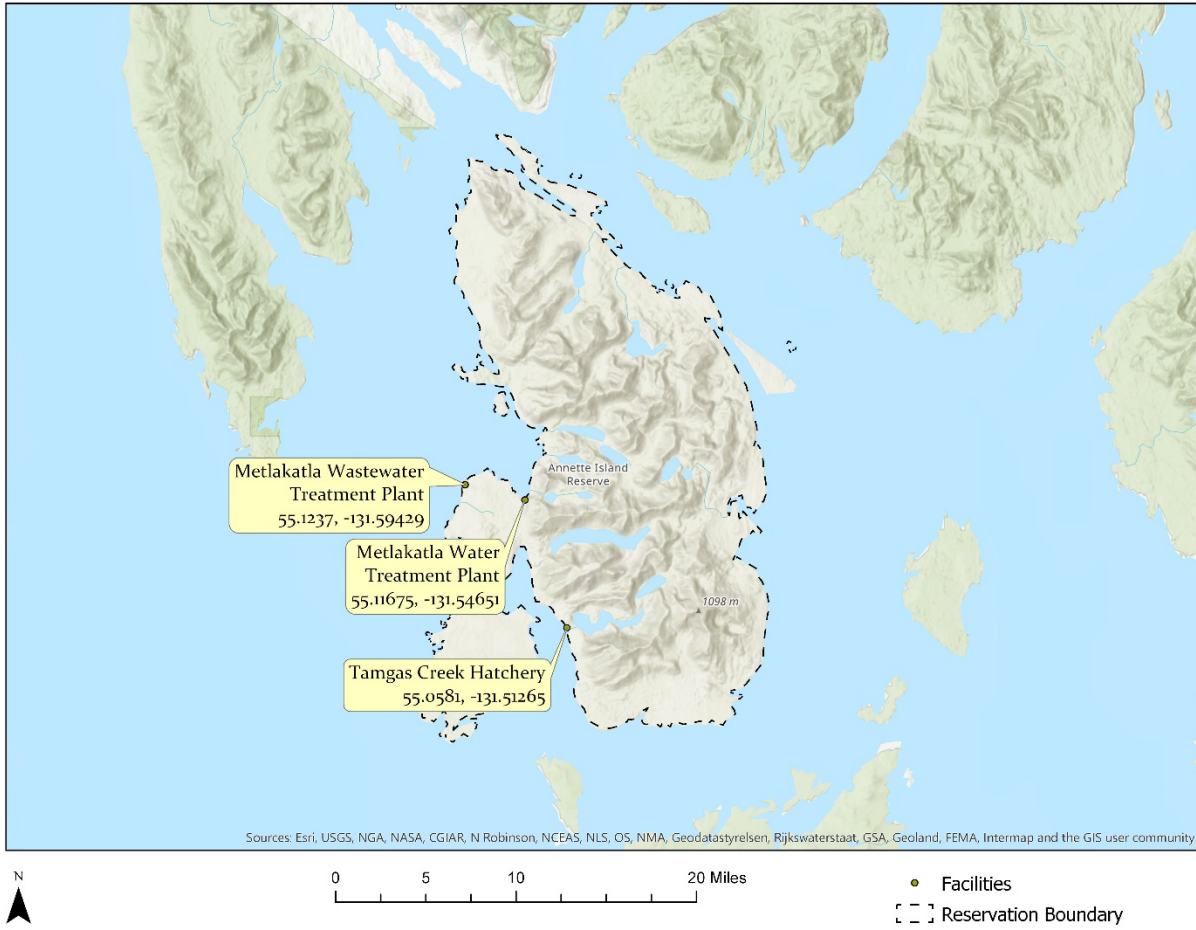 Annette Island
Reserve
Metlakatla Wastewater
Treatment Plant
55.1237, -131.59429
Metlakatla Water
Treatment Plant
55.11675, -131.54651
1098 m
Tamgas Creek Hatchery
55.0581, -131.51265
Sources: Esri, USGS, NGA, NASA, CGIAR, N Robinson, NCEAS, NLS, OS, NMA, Geodatastyrelsen, Rijkswaterstaat, GSA, Geoland, FEMA, Intermap and the GIS user community
N
0 5 10 20 Miles
Facilities
Reservation Boundary